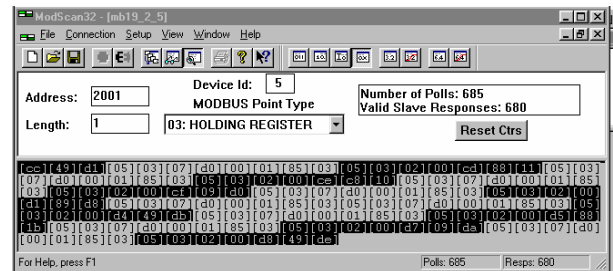 ModScan32 - [mb19_2_5]
File Connection Setup View Window Help
Device Id: 5
Address: 2001
MODBUS Point Type
Length: 1
03: HOLDING REGISTER
Number of Polls: 685
Valid Slave Responses: 680
Reset Ctrs
[cc][49][d1][05][03][07][d0][00][01][85][03][05][03][02][00][cd][88][11][05][03]
[07][d0][00][01][85][03][05][03][02][00][ce][c8][10][05][03][07][d0][00][01][85]
[03][05][03][02][00][cf][09][d0][05][03][07][d0][00][01][85][03][05][03][02][00]
[d1][89][d8][05][03][07][d0][00][01][85][03][05][03][07][d0][00][01][85][03][05]
[03][02][00][d4][49][db][05][03][07][d0][00][01][85][03][05][03][02][00][d5][88]
[1b][05][03][07][d0][00][01][85][03][05][03][02][00][d7][09][da][05][03][07][d0]
[00][01][85][03][05][03][02][00][d8][49][de]
For Help, press F1
Polls: 685
Resps: 680